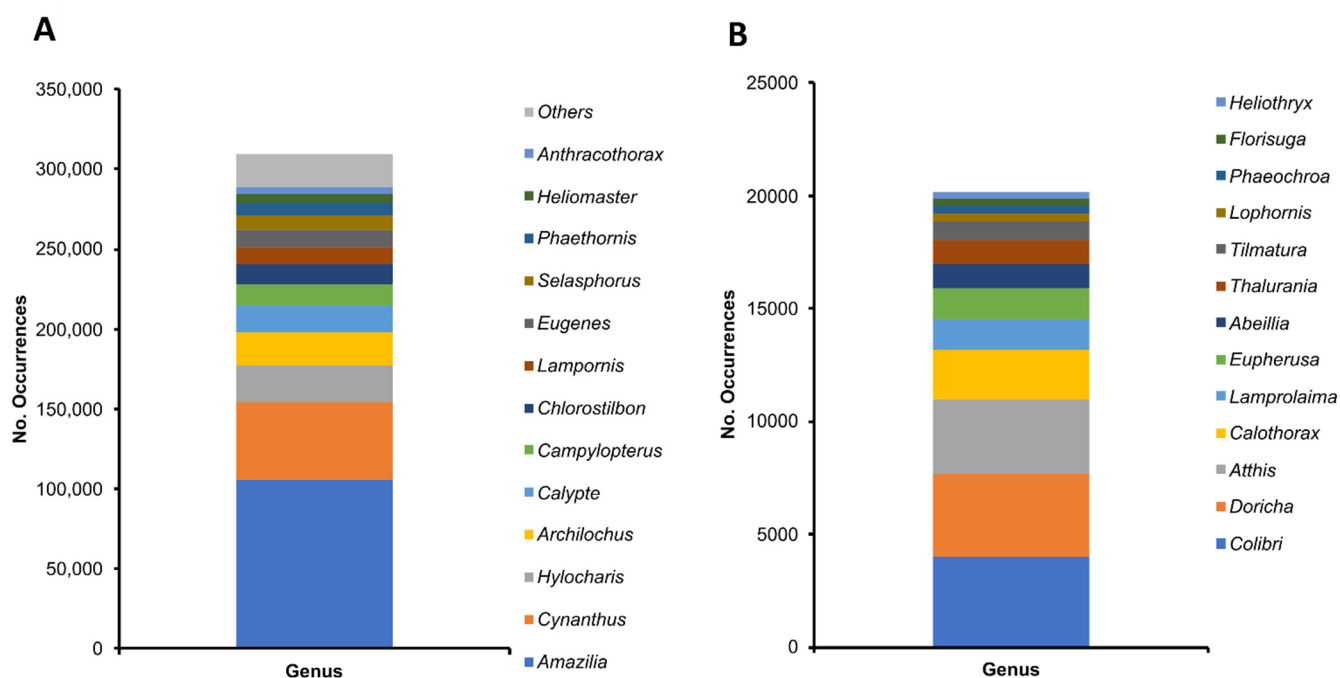 A
350,000
300,000
250,000
200,000
150,000
100,000
50,000
0
No. Occurrences
Genus
Others
Anthracothorax
Heliomaster
Phaethornis
Selasphorus
Eugenes
Lampornis
Chlorostilbon
Campylopterus
Calypte
Archilochus
Hylocharis
Cynanthus
Amazilia
B
25000
20000
15000
10000
5000
0
No. Occurrences
Genus
Heliothryx
Florisuga
Phaeochroa
Lophornis
Tilmatura
Thalurania
Abeillia
Eupherusa
Lamprolaima
Calothorax
Atthis
Doricha
Colibri